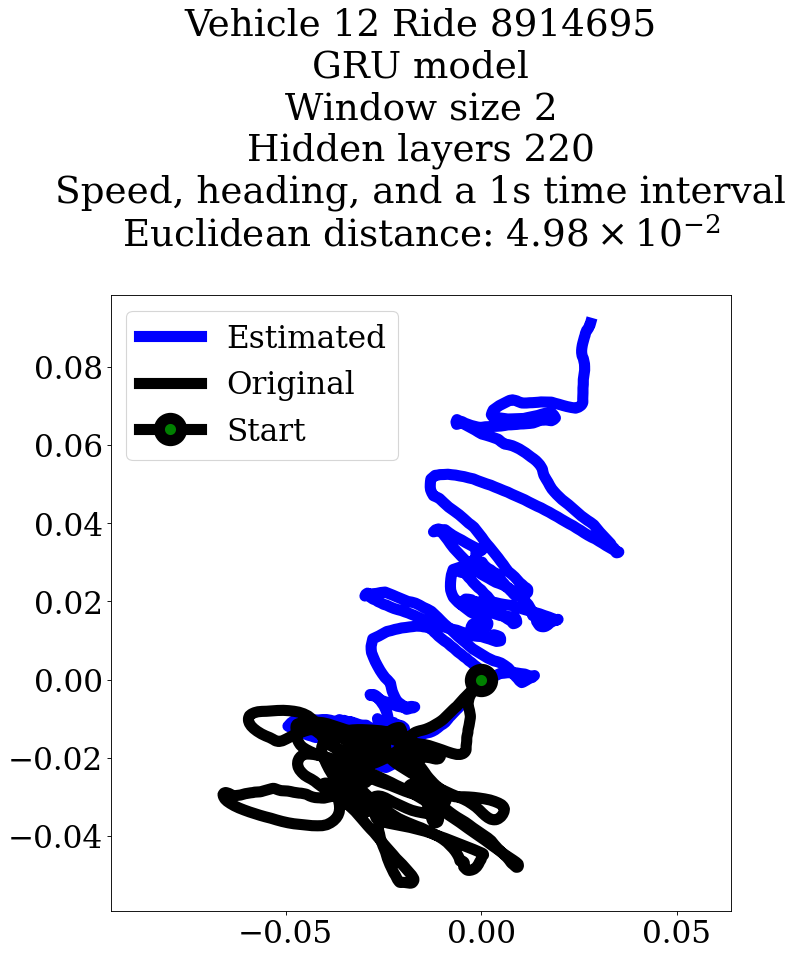 Vehicle 12 Ride 8914695
GRU model
Window size 2
Hidden layers 220
Speed, heading, and a 1s time interval
Euclidean distance: 4.98 × 10⁻²
Estimated
Original
Start
0.08
0.06
0.04
0.02
0.00
−0.02
−0.04
−0.05 0.00 0.05